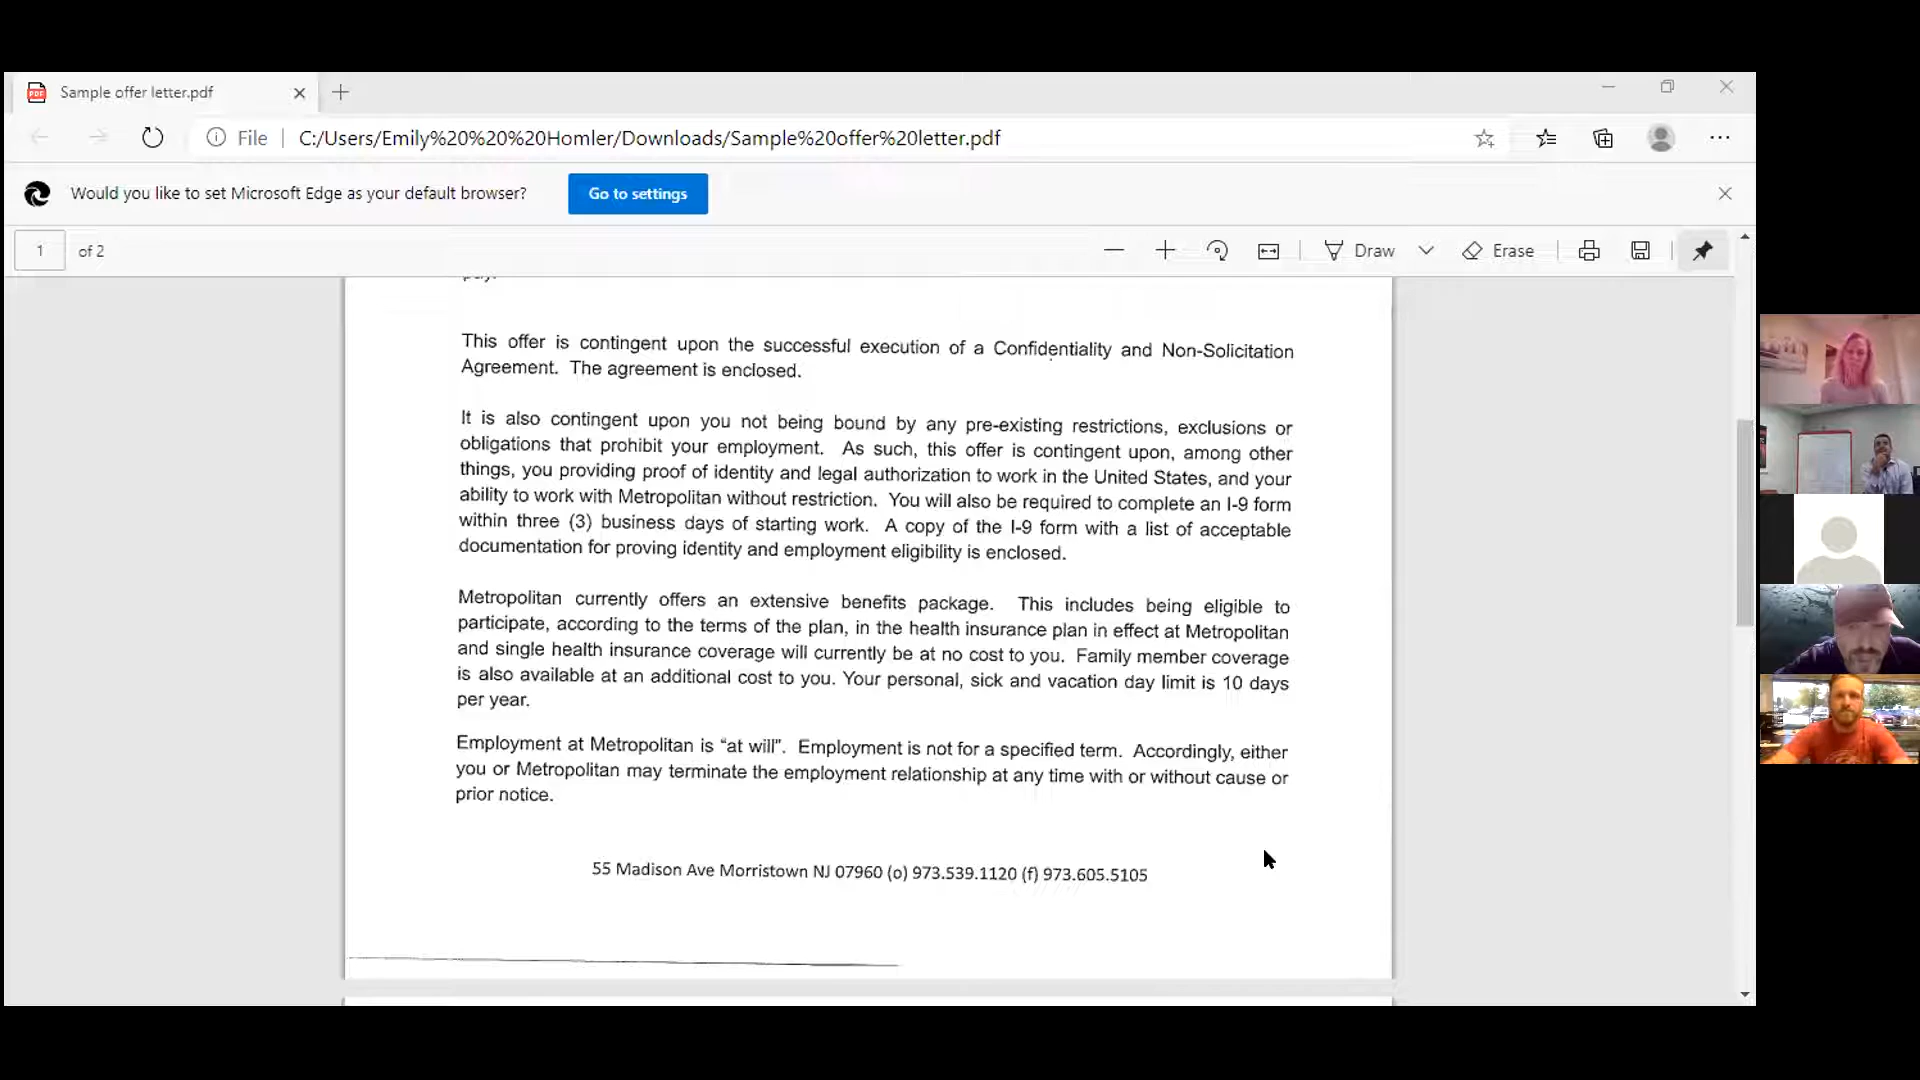 Sample offer letter.pdf
File
C:/Users/Emily%20%20%20Homler/Downloads/Sample%20offer%20letter.pdf
Would you like to set Microsoft Edge as your default browser?
Go to settings
1 of 2
Draw
Erase
This offer is contingent upon the successful execution of a Confidentiality and Non-Solicitation
Agreement. The agreement is enclosed.
It is also contingent upon you not being bound by any pre-existing restrictions, exclusions or
obligations that prohibit your employment. As such, this offer is contingent upon, among other
things, you providing proof of identity and legal authorization to work in the United States, and your
ability to work with Metropolitan without restriction. You will also be required to complete an I-9 form
within three (3) business days of starting work. A copy of the I-9 form with a list of acceptable
documentation for proving identity and employment eligibility is enclosed.
Metropolitan currently offers an extensive benefits package. This includes being eligible to
participate, according to the terms of the plan, in the health insurance plan in effect at Metropolitan
and single health insurance coverage will currently be at no cost to you. Family member coverage
is also available at an additional cost to you. Your personal, sick and vacation day limit is 10 days
per year.
Employment at Metropolitan is “at will”. Employment is not for a specified term. Accordingly, either
you or Metropolitan may terminate the employment relationship at any time with or without cause or
prior notice.
55 Madison Ave Morristown NJ 07960 (o) 973.539.1120 (f) 973.605.5105